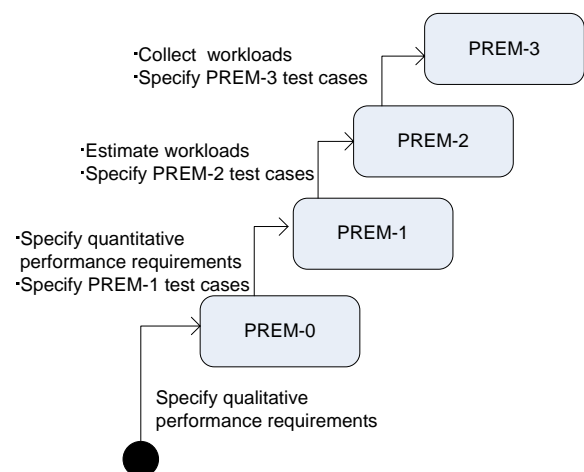 PREM-3
·Collect workloads
·Specify PREM-3 test cases
PREM-2
·Estimate workloads
·Specify PREM-2 test cases
PREM-1
·Specify quantitative
performance requirements
·Specify PREM-1 test cases
PREM-0
Specify qualitative
performance requirements